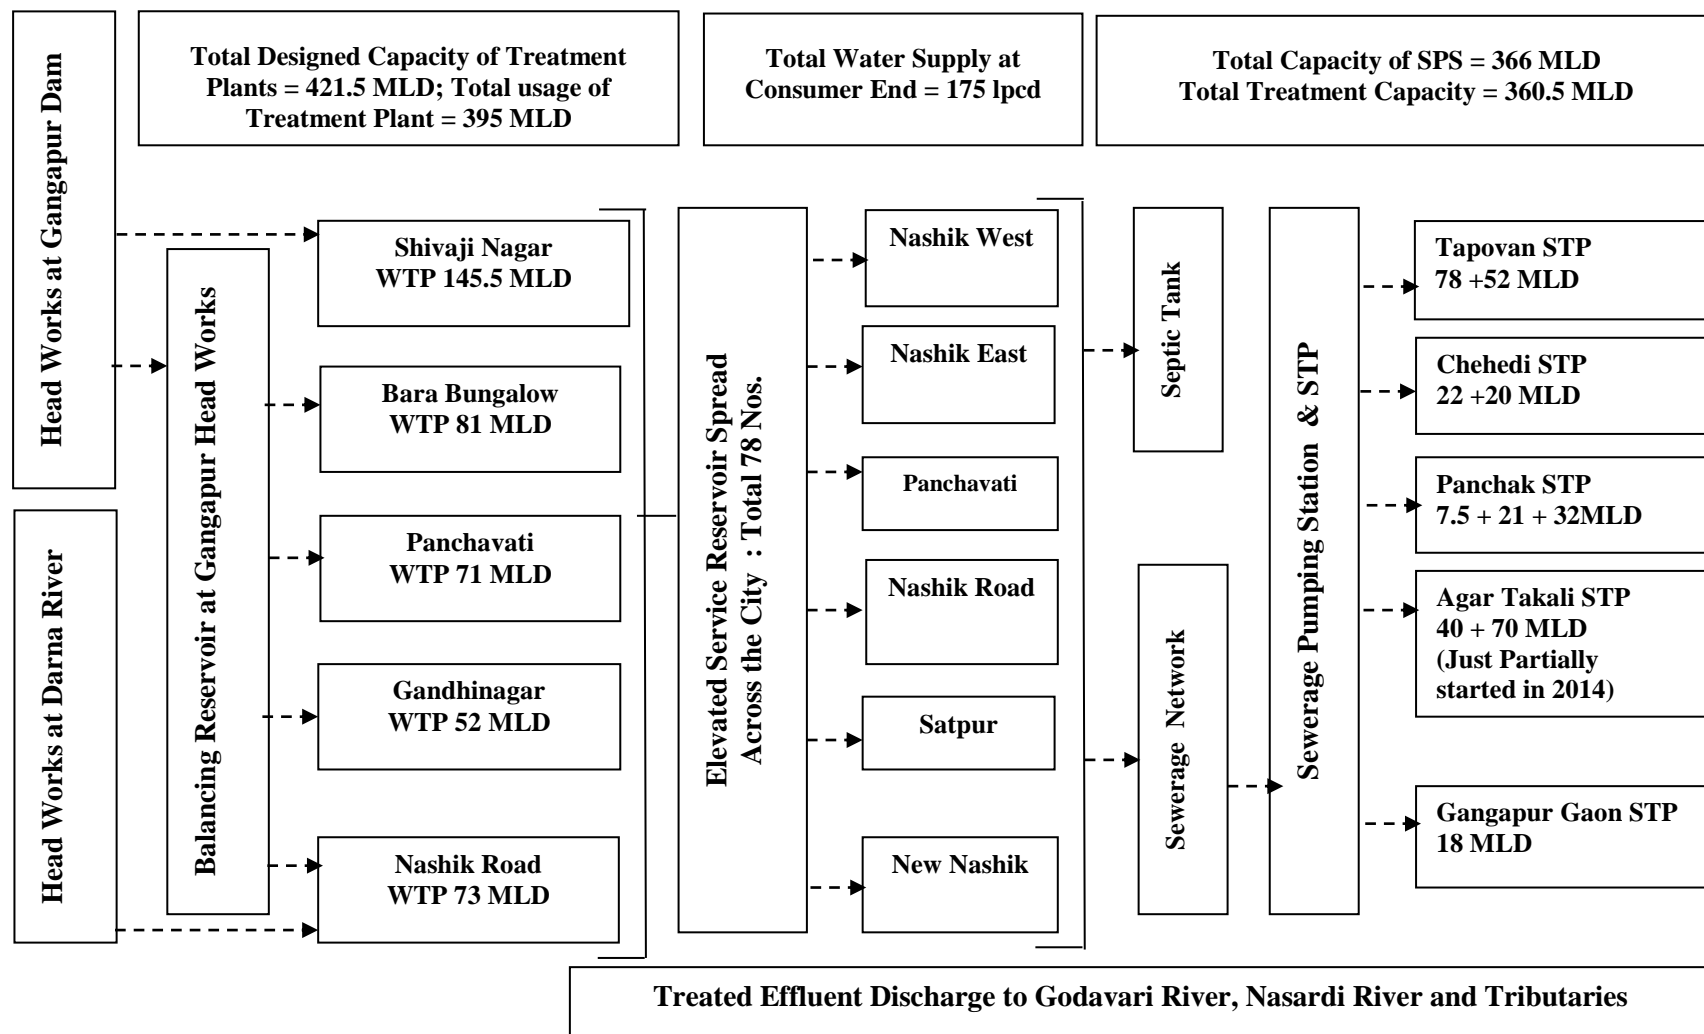 Head Works at Gangapur Dam
Head Works at Darna River
Total Designed Capacity of Treatment
Plants = 421.5 MLD; Total usage of
Treatment Plant = 395 MLD
Total Water Supply at
Consumer End = 175 lpcd
Total Capacity of SPS = 366 MLD
Total Treatment Capacity = 360.5 MLD
Balancing Reservoir at Gangapur Head Works
Shivaji Nagar
WTP 145.5 MLD
Bara Bungalow
WTP 81 MLD
Panchavati
WTP 71 MLD
Gandhinagar
WTP 52 MLD
Nashik Road
WTP 73 MLD
Elevated Service Reservoir Spread
Across the City : Total 78 Nos.
Nashik West
Nashik East
Panchavati
Nashik Road
Satpur
New Nashik
Septic Tank
Sewerage Network
Sewerage Pumping Station & STP
Tapovan STP
78 +52 MLD
Chehedi STP
22 +20 MLD
Panchak STP
7.5 + 21 + 32MLD
Agar Takali STP
40 + 70 MLD
(Just Partially
started in 2014)
Gangapur Gaon STP
18 MLD
Treated Effluent Discharge to Godavari River, Nasardi River and Tributaries